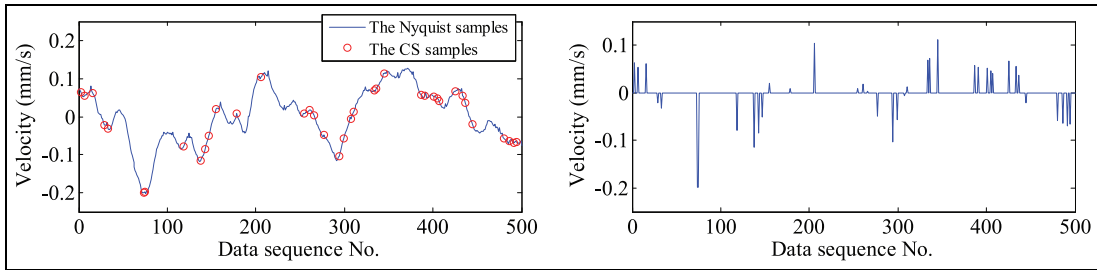 The Nyquist samples
The CS samples
Velocity (mm/s)
0.2
0.1
0
-0.1
-0.2
0 100 200 300 400 500
Data sequence No.
Velocity (mm/s)
0.1
0
-0.1
-0.2
0 100 200 300 400 500
Data sequence No.